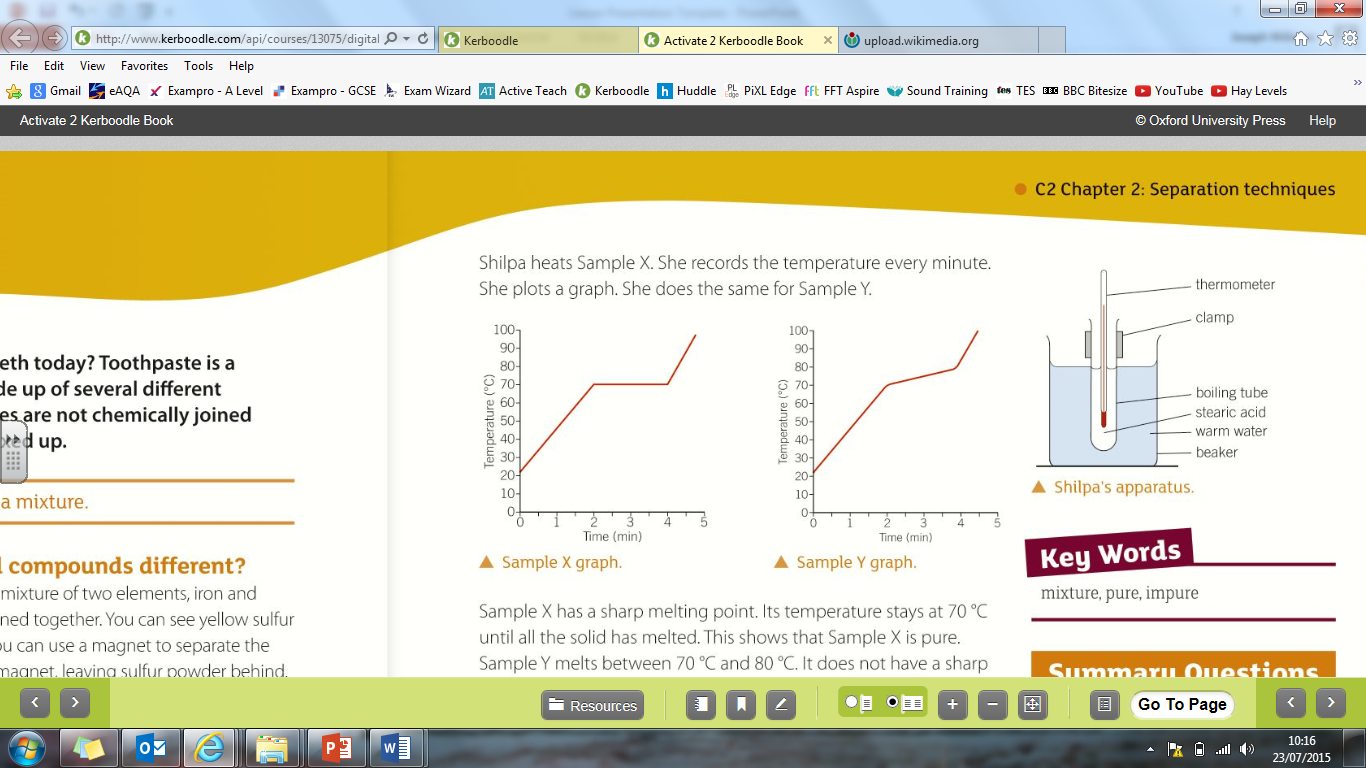 http://www.kerboodle.com/api/courses/13075/digital
Kerboodle
Activate 2 Kerboodle Book
upload.wikimedia.org
File Edit View Favorites Tools Help
Gmail eAQA Exampro - A Level Exampro - GCSE Exam Wizard AT Active Teach Kerboodle h Huddle PL Edge PiXL Edge fft FFT Aspire Sound Training tes TES BBC BBC Bitesize YouTube Hay Levels
Activate 2 Kerboodle Book
© Oxford University Press Help
C2 Chapter 2: Separation techniques
eth today? Toothpaste is a
de up of several different
es are not chemically joined
up.
a mixture.
compounds different?
mixture of two elements, iron and
ned together. You can see yellow sulfur
u can use a magnet to separate the
magnet, leaving sulfur powder behind.
Shilpa heats Sample X. She records the temperature every minute.
She plots a graph. She does the same for Sample Y.
Temperature (°C)
100
90
80
70
60
50
40
30
20
10
0
0 1 2 3 4 5
Time (min)
Sample X graph.
Temperature (°C)
100
90
80
70
60
50
40
30
20
10
0
0 1 2 3 4 5
Time (min)
Sample Y graph.
Sample X has a sharp melting point. Its temperature stays at 70 °C
until all the solid has melted. This shows that Sample X is pure.
Sample Y melts between 70 °C and 80 °C. It does not have a sharp
thermometer
clamp
boiling tube
stearic acid
warm water
beaker
Shilpa's apparatus.
Key Words
mixture, pure, impure
Summary Questions
Resources
Go To Page
10:16
23/07/2015